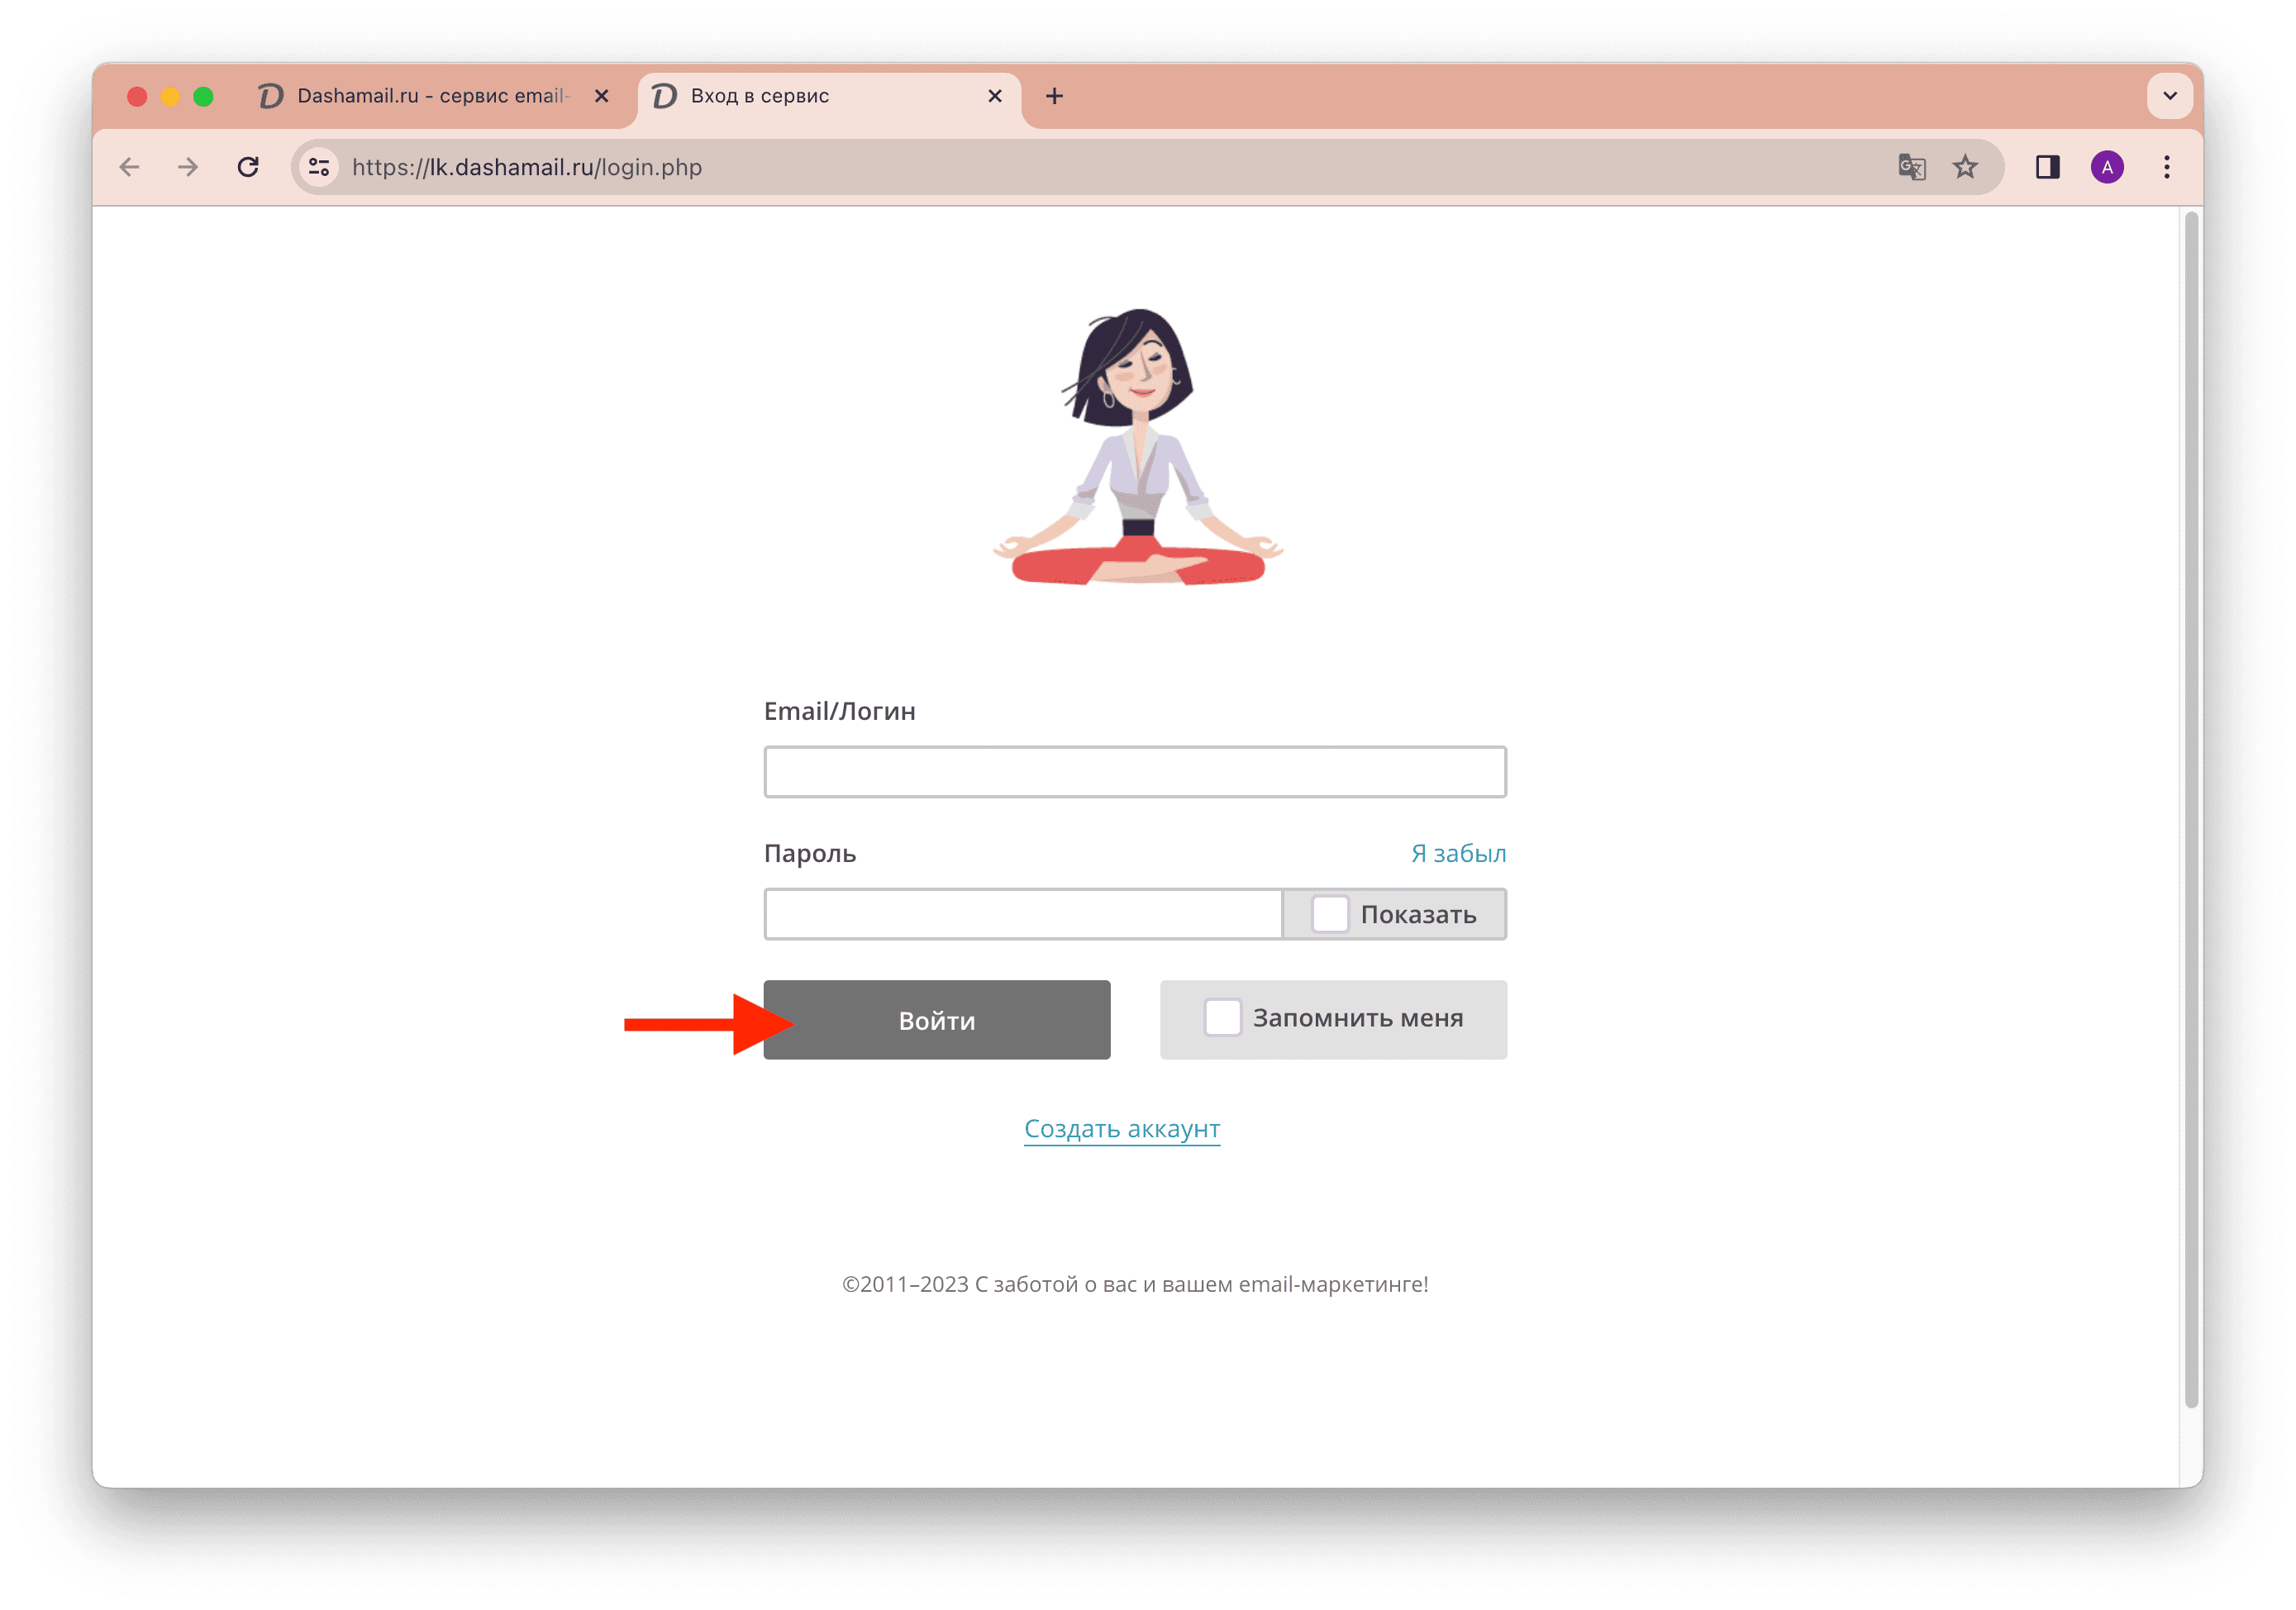 Dashamail.ru - сервис email-
Вход в сервис
https://lk.dashamail.ru/login.php
A
Email/Логин
Пароль
Я забыл
Показать
Войти
Запомнить меня
Создать аккаунт
©2011–2023 С заботой о вас и вашем email-маркетинге!